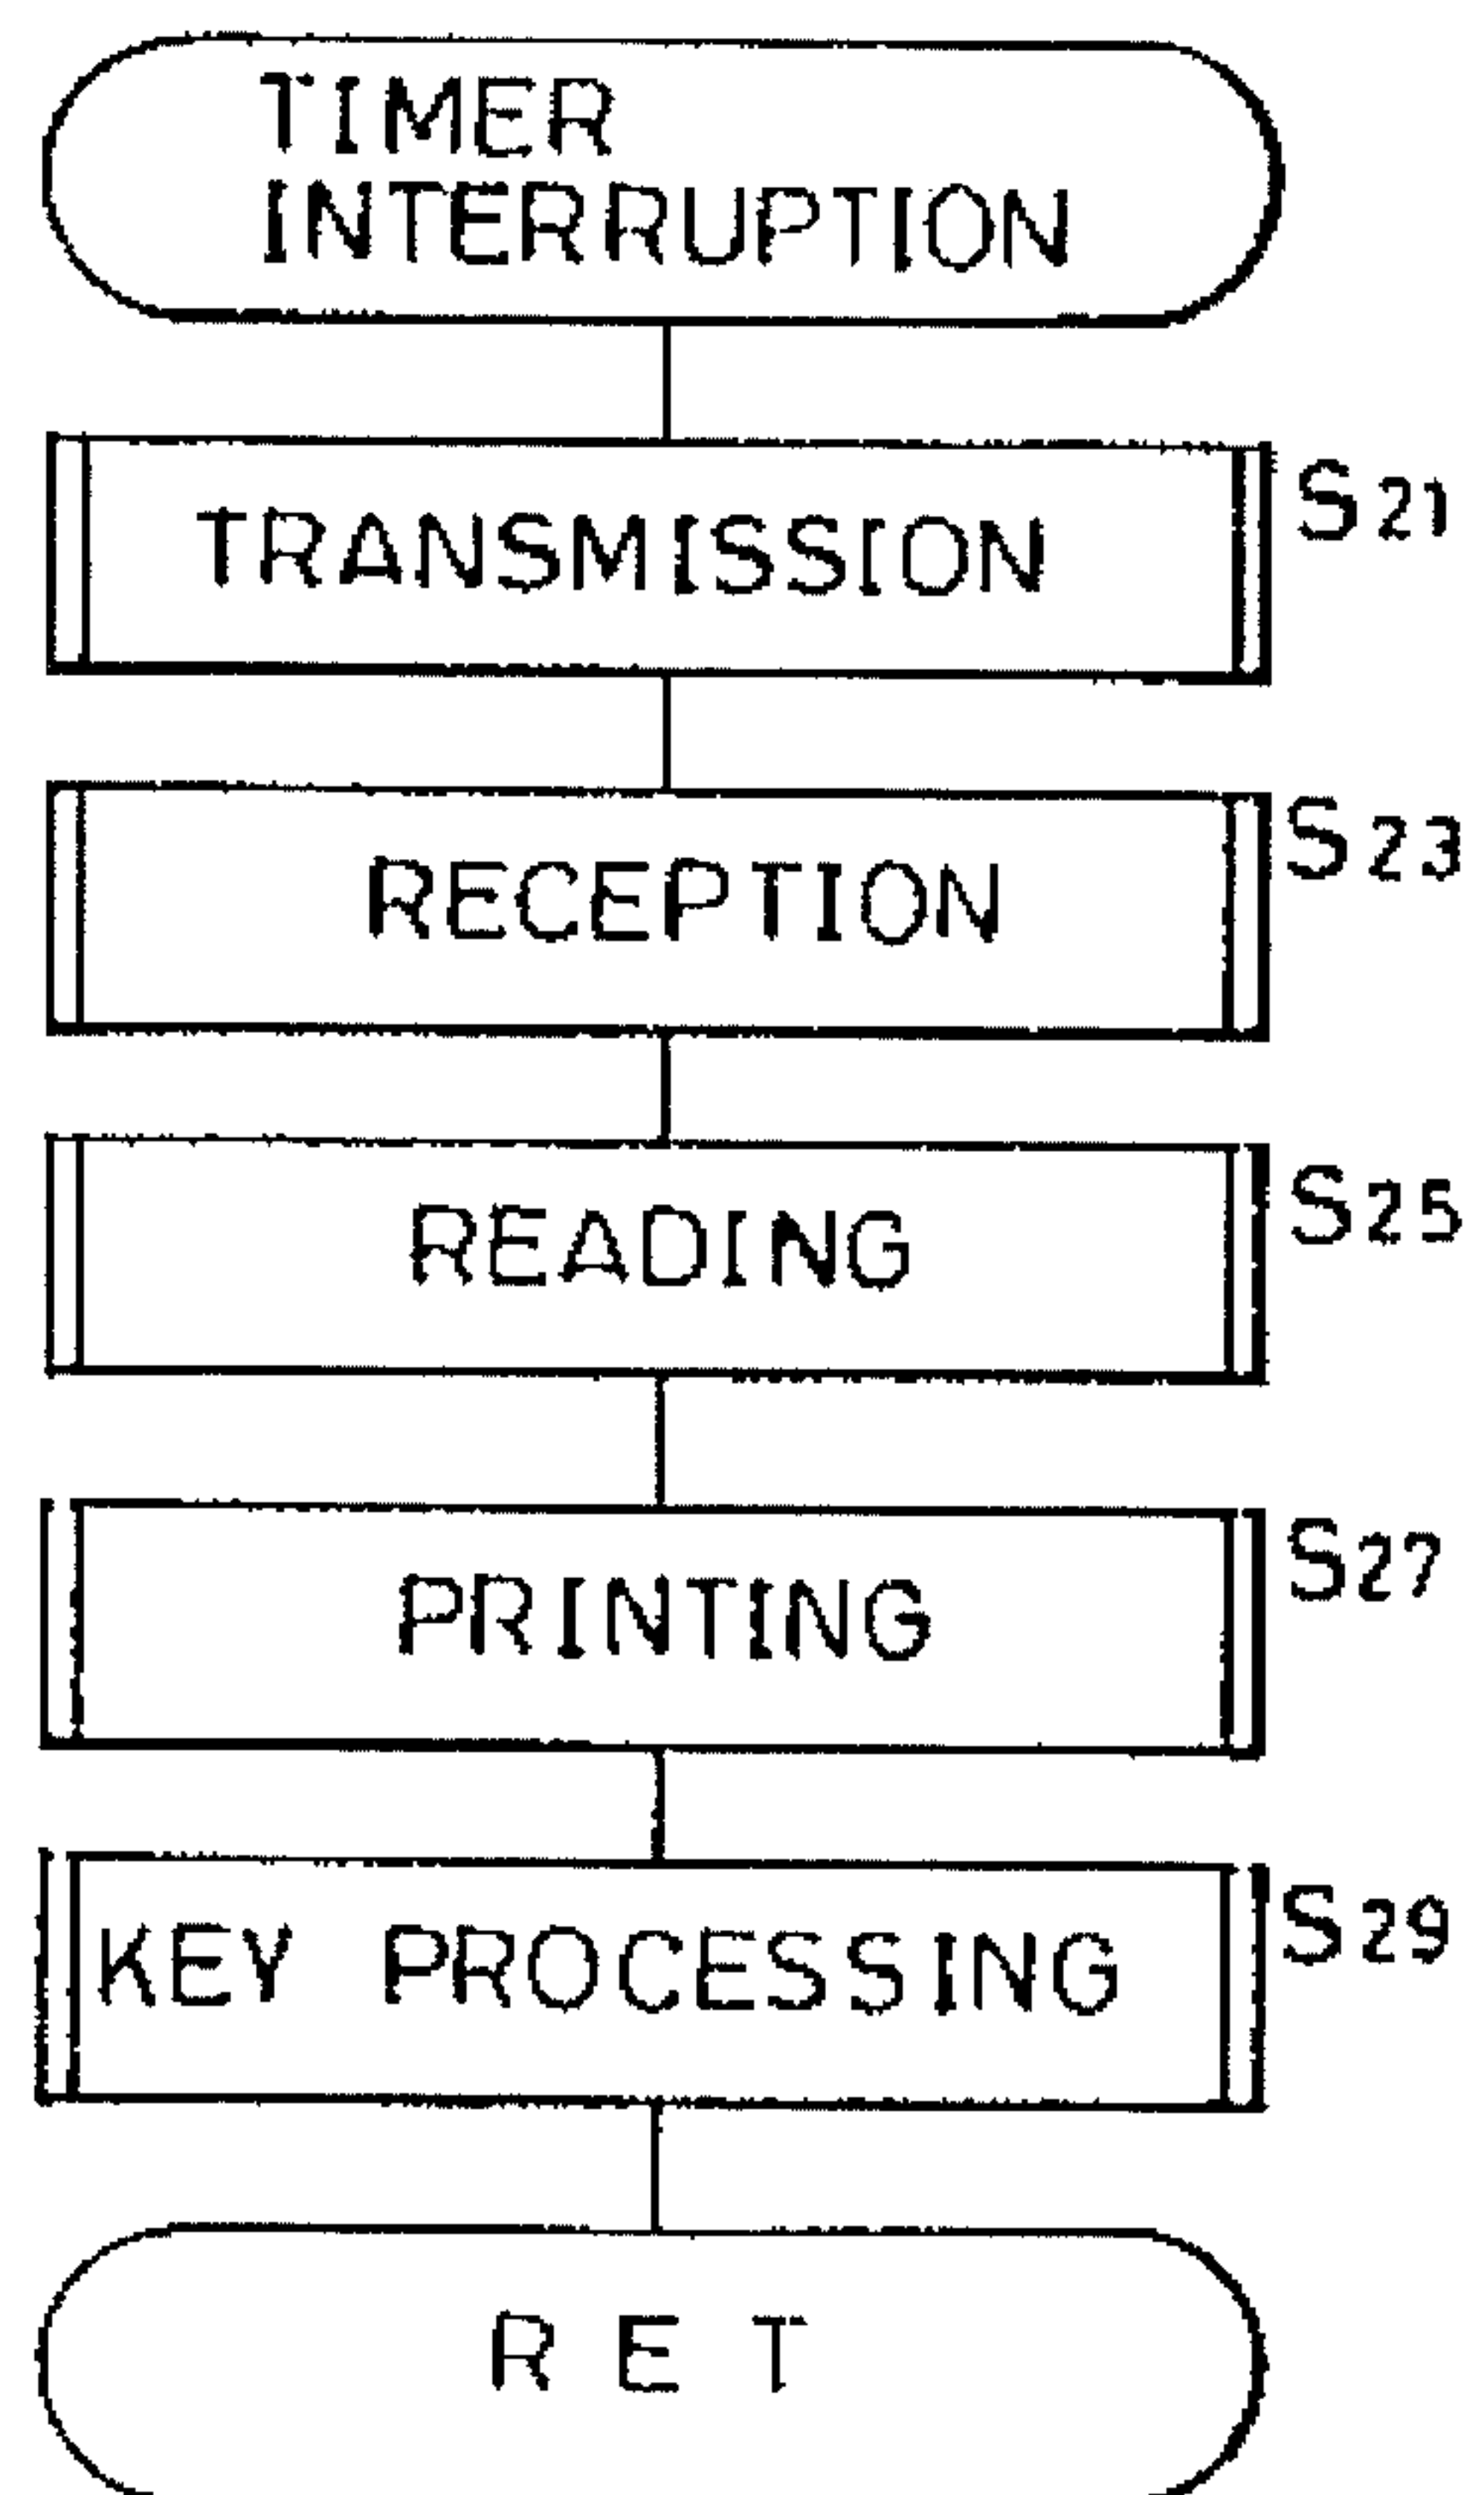 TIMER
INTERRUPTION
TRANSMISSION
S21
RECEPTION
S23
READING
S25
PRINTING
S27
KEY PROCESSING
S29
RET